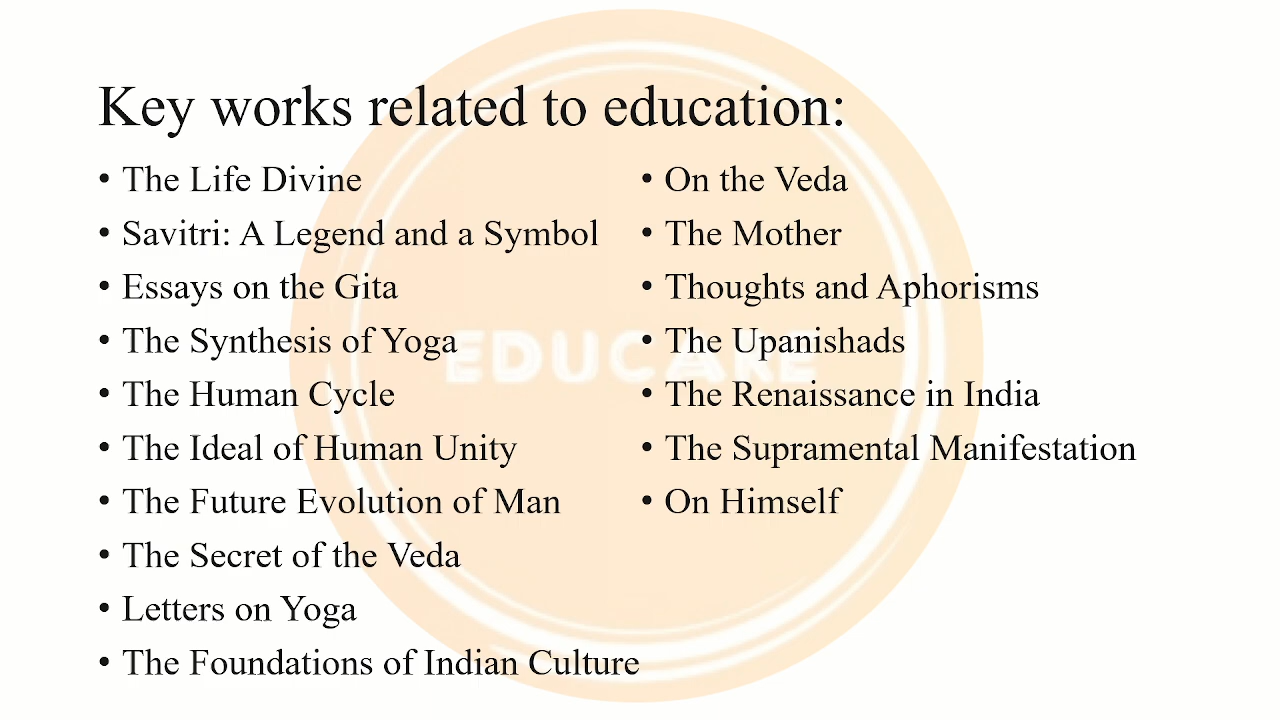 Key works related to education:
• The Life Divine
• Savitri: A Legend and a Symbol
• Essays on the Gita
• The Synthesis of Yoga
• The Human Cycle
• The Ideal of Human Unity
• The Future Evolution of Man
• The Secret of the Veda
• Letters on Yoga
• The Foundations of Indian Culture
• On the Veda
• The Mother
• Thoughts and Aphorisms
• The Upanishads
• The Renaissance in India
• The Supramental Manifestation
• On Himself
EDUCARE